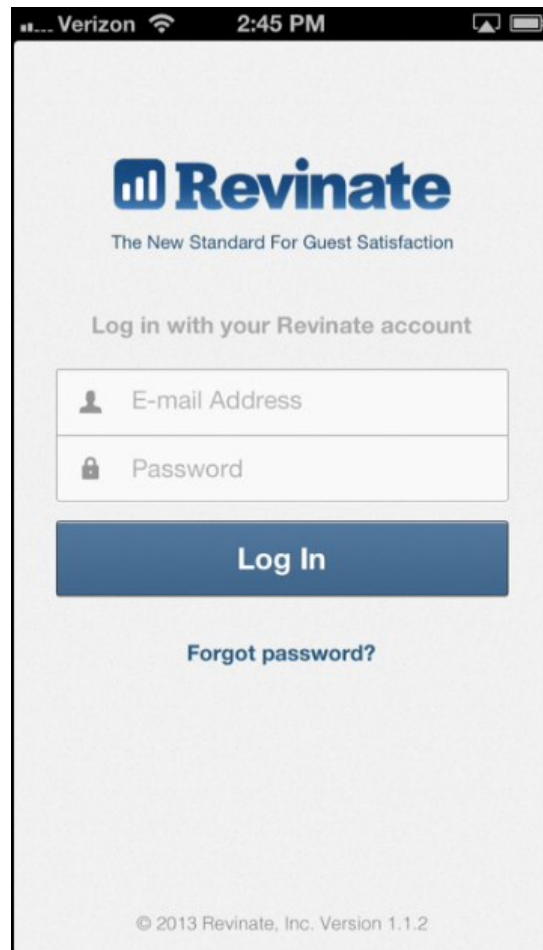 Verizon 2:45 PM
Revinate
The New Standard For Guest Satisfaction
Log in with your Revinate account
E-mail Address
Password
Log In
Forgot password?
© 2013 Revinate, Inc. Version 1.1.2